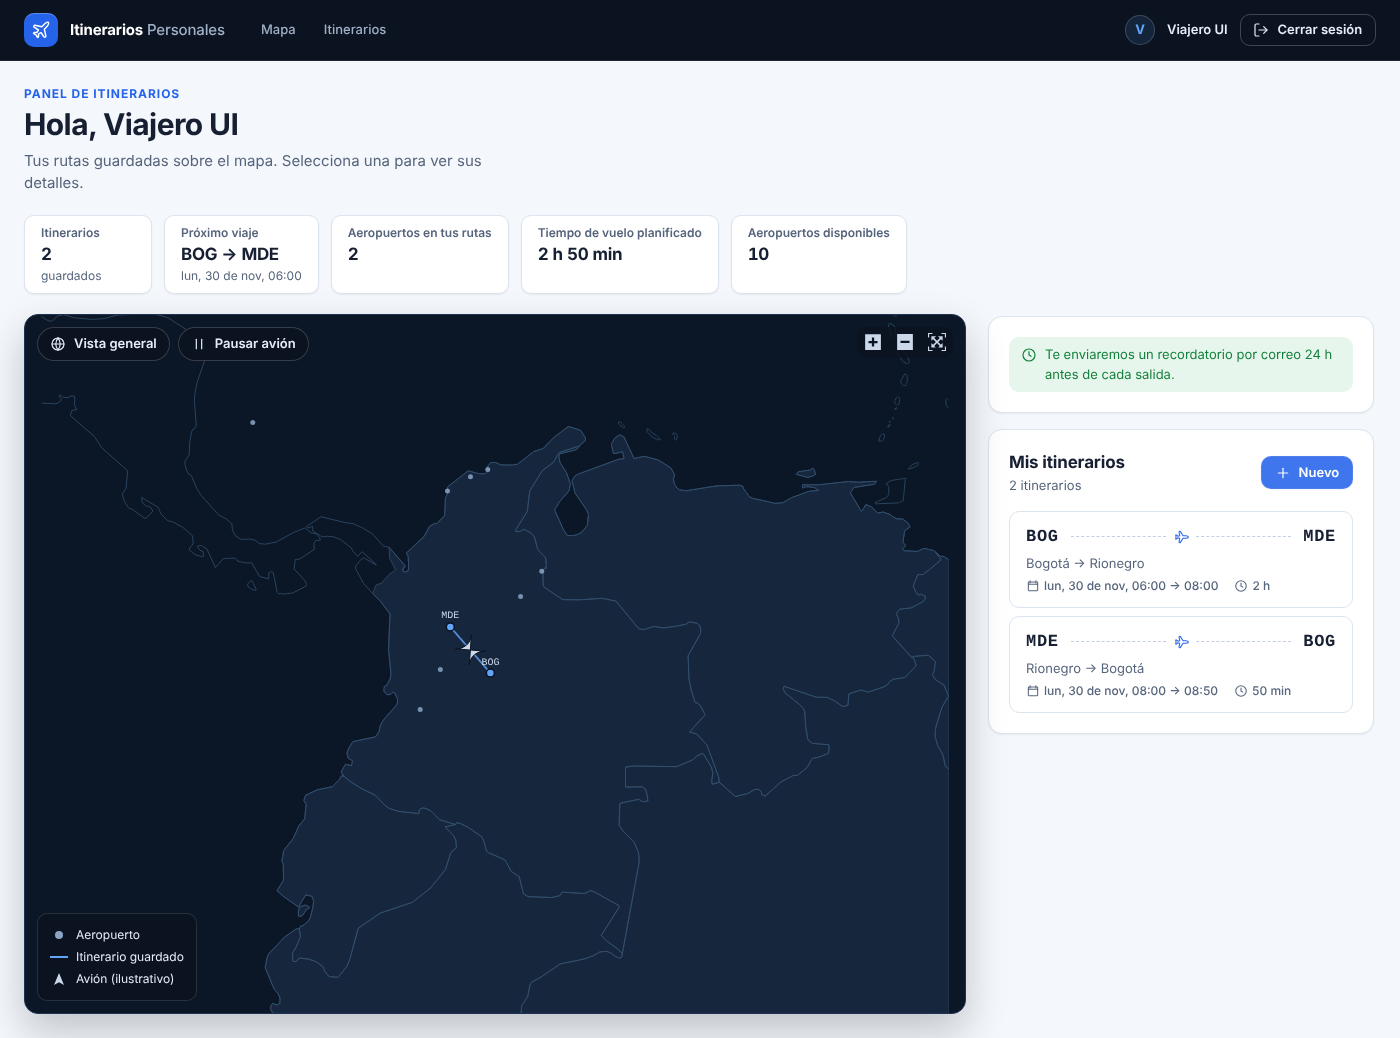 Itinerarios Personales
Mapa
Itinerarios
V
Viajero UI
Cerrar sesión
PANEL DE ITINERARIOS
Hola, Viajero UI
Tus rutas guardadas sobre el mapa. Selecciona una para ver sus
detalles.
Itinerarios
2
guardados
Próximo viaje
BOG → MDE
lun, 30 de nov, 06:00
Aeropuertos en tus rutas
2
Tiempo de vuelo planificado
2 h 50 min
Aeropuertos disponibles
10
Vista general
Pausar avión
MDE
BOG
Aeropuerto
Itinerario guardado
Avión (ilustrativo)
Te enviaremos un recordatorio por correo 24 h
antes de cada salida.
Mis itinerarios
2 itinerarios
Nuevo
BOG
MDE
Bogotá → Rionegro
lun, 30 de nov, 06:00 → 08:00
2 h
MDE
BOG
Rionegro → Bogotá
lun, 30 de nov, 08:00 → 08:50
50 min